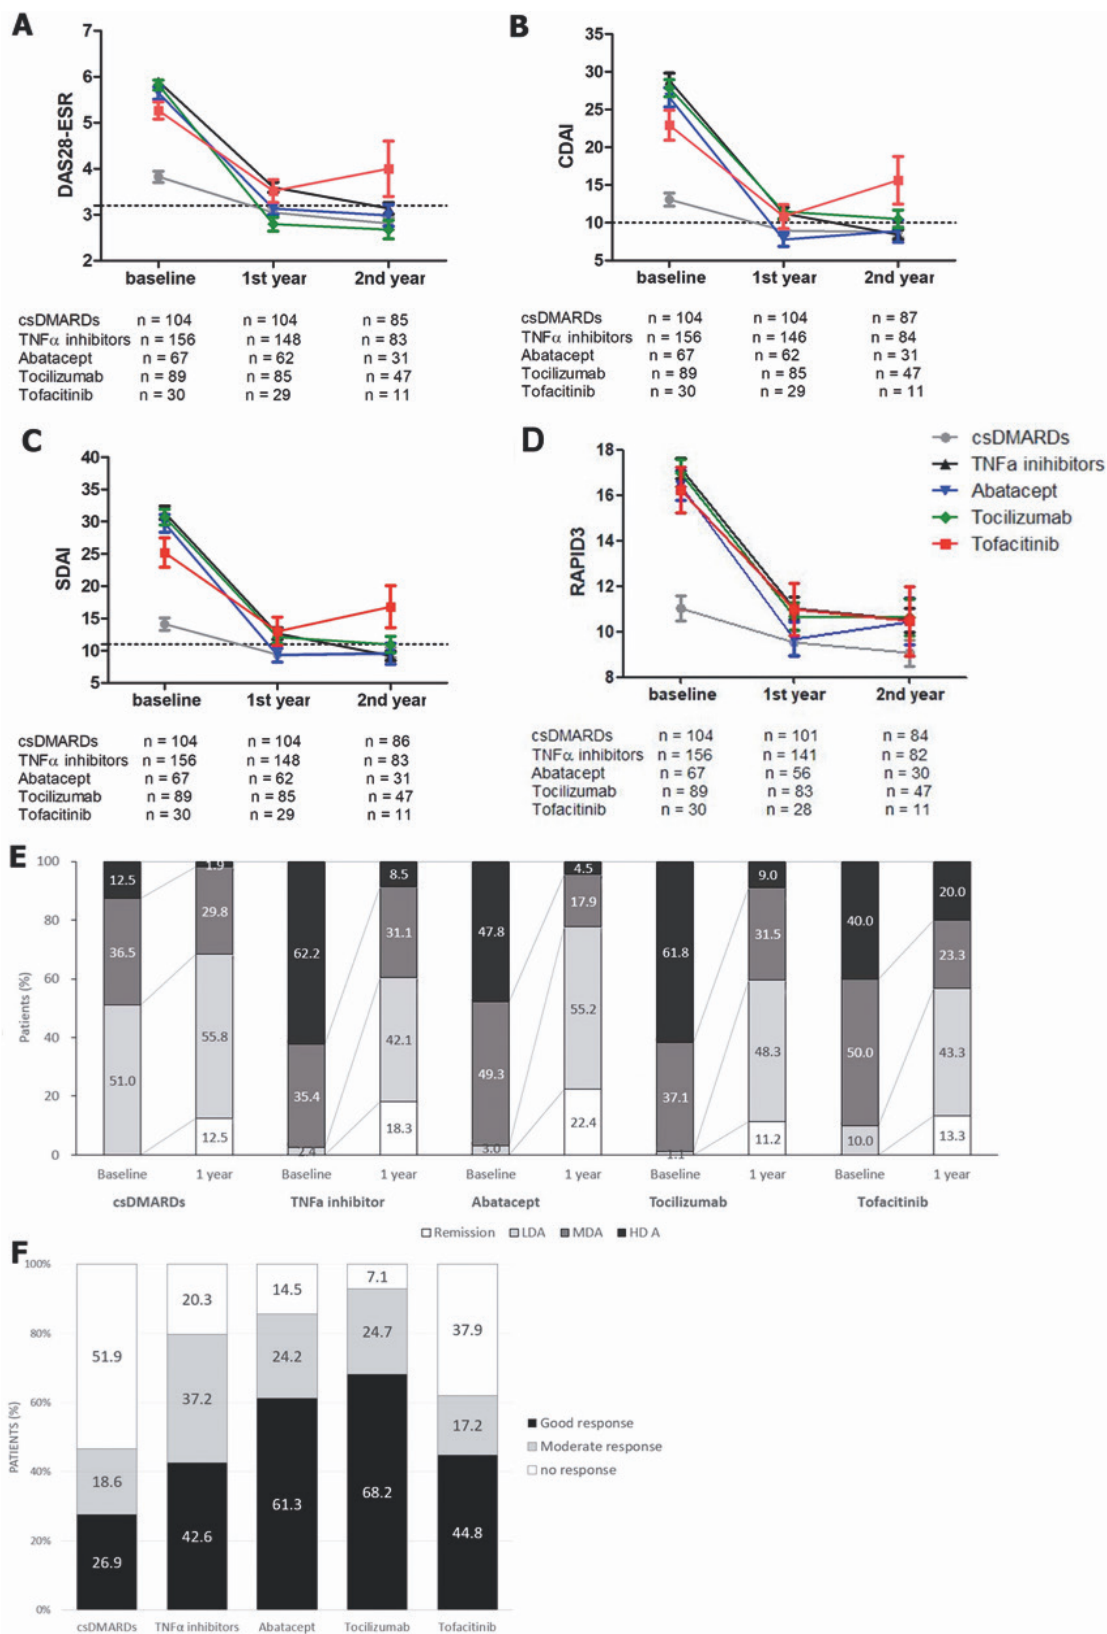 A
DAS28-ESR
7
6
5
4
3
2
baseline 1st year 2nd year
csDMARDs n = 104 n = 104 n = 85
TNFα inhibitors n = 156 n = 148 n = 83
Abatacept n = 67 n = 62 n = 31
Tocilizumab n = 89 n = 85 n = 47
Tofacitinib n = 30 n = 29 n = 11
B
CDAI
35
30
25
20
15
10
5
baseline 1st year 2nd year
csDMARDs n = 104 n = 104 n = 87
TNFα inhibitors n = 156 n = 146 n = 84
Abatacept n = 67 n = 62 n = 31
Tocilizumab n = 89 n = 85 n = 47
Tofacitinib n = 30 n = 29 n = 11
C
SDAI
40
35
30
25
20
15
10
5
baseline 1st year 2nd year
csDMARDs n = 104 n = 104 n = 86
TNFα inhibitors n = 156 n = 148 n = 83
Abatacept n = 67 n = 62 n = 31
Tocilizumab n = 89 n = 85 n = 47
Tofacitinib n = 30 n = 29 n = 11
D
RAPID3
18
16
14
12
10
8
baseline 1st year 2nd year
csDMARDs
TNFa inihibitors
Abatacept
Tocilizumab
Tofacitinib
csDMARDs n = 104 n = 101 n = 84
TNFα inhibitors n = 156 n = 141 n = 82
Abatacept n = 67 n = 56 n = 30
Tocilizumab n = 89 n = 83 n = 47
Tofacitinib n = 30 n = 28 n = 11
E
Patients (%)
100
80
60
40
20
0
12.5
36.5
51.0
1.9
29.8
55.8
12.5
62.2
35.4
2.4
8.5
31.1
42.1
18.3
47.8
49.3
3.0
4.5
17.9
55.2
22.4
61.8
37.1
1.1
9.0
31.5
48.3
11.2
40.0
50.0
10.0
20.0
23.3
43.3
13.3
Baseline 1 year Baseline 1 year Baseline 1 year Baseline 1 year Baseline 1 year
csDMARDs TNFa inhibitor Abatacept Tocilizumab Tofacitinib
Remission LDA MDA HD A
F
PATIENTS (%)
100%
80%
60%
40%
20%
0%
51.9
18.6
26.9
20.3
37.2
42.6
14.5
24.2
61.3
7.1
24.7
68.2
37.9
17.2
44.8
Good response
Moderate response
no response
csDMARDs TNFα inhibitors Abatacept Tocilizumab Tofacitinib